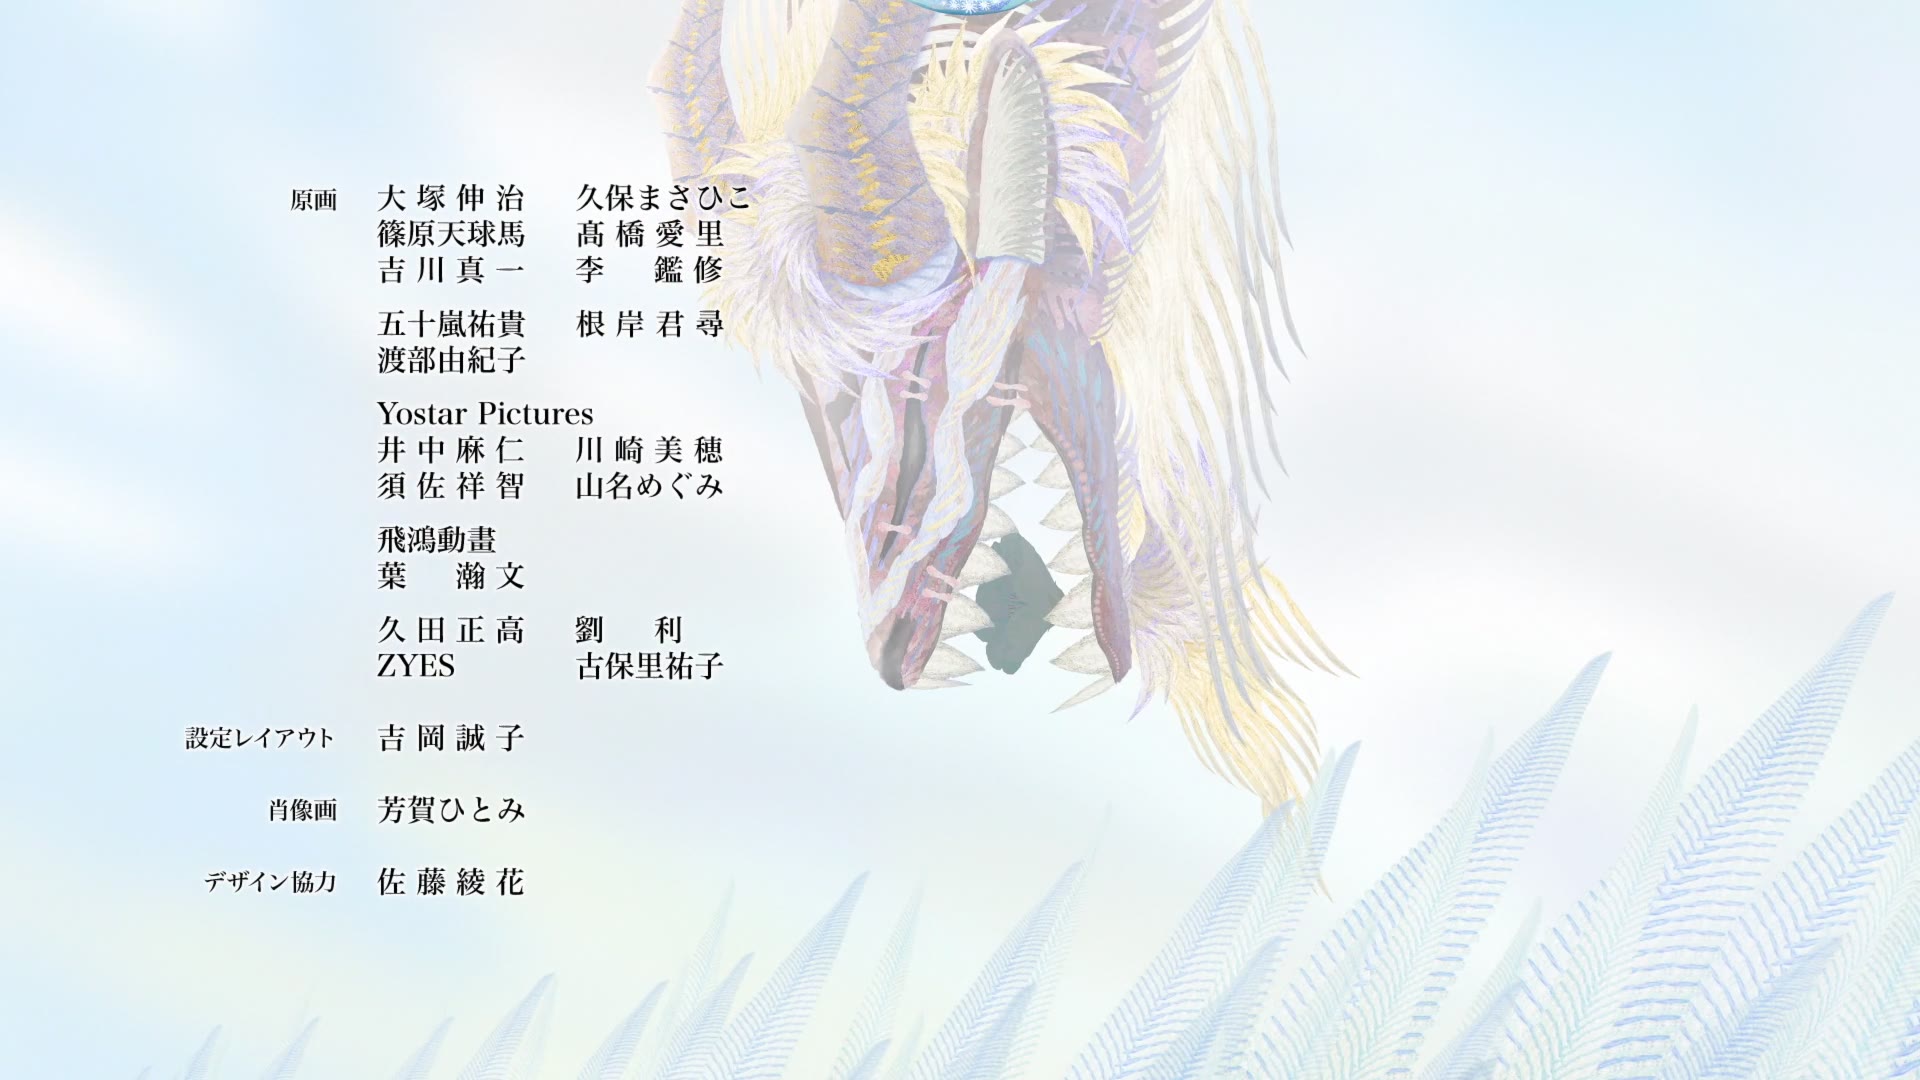 原画 大塚伸治 久保まさひこ
篠原天球馬 髙橋愛里
吉川真一 李鑑修
五十嵐祐貴 根岸君尋
渡部由紀子
Yostar Pictures
井中麻仁 川崎美穂
須佐祥智 山名めぐみ
飛鴻動畫
葉瀚文
久田正高 劉利
ZYES 古保里祐子
設定レイアウト 吉岡誠子
肖像画 芳賀ひとみ
デザイン協力 佐藤綾花